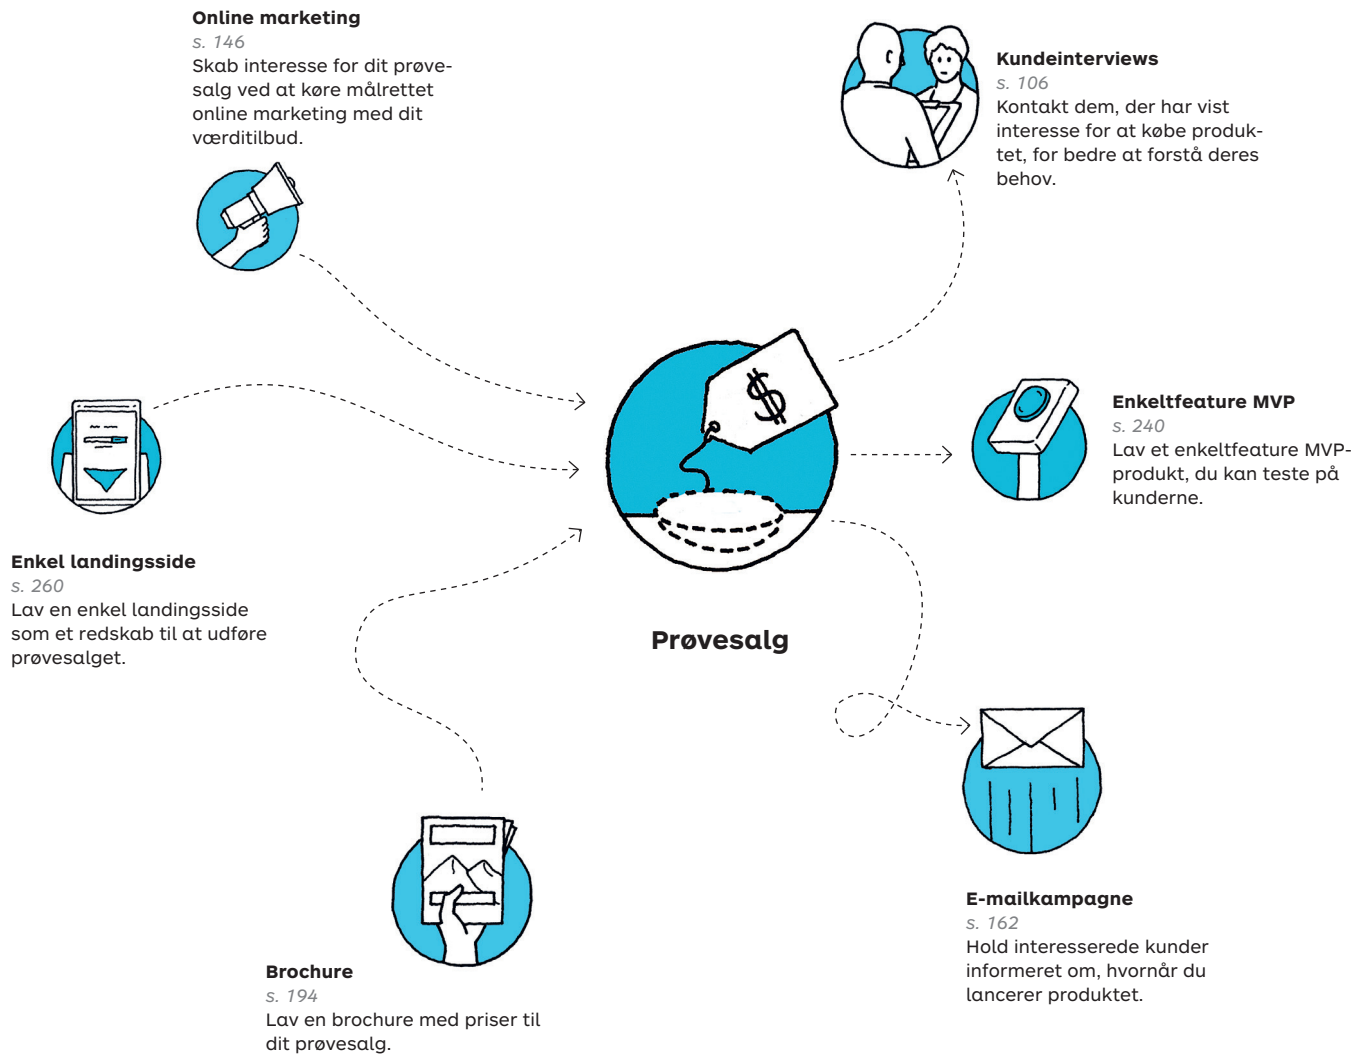 Online marketing
s. 146
Skab interesse for dit prøve-
salg ved at køre målrettet
online marketing med dit
værditilbud.
Kundeinterviews
s. 106
Kontakt dem, der har vist
interesse for at købe produk-
tet, for bedre at forstå deres
behov.
$
Enkeltfeature MVP
s. 240
Lav et enkeltfeature MVP-
produkt, du kan teste på
kunderne.
Enkel landingsside
s. 260
Lav en enkel landingsside
som et redskab til at udføre
prøvesalget.
Prøvesalg
E-mailkampagne
s. 162
Hold interesserede kunder
informeret om, hvornår du
lancerer produktet.
Brochure
s. 194
Lav en brochure med priser til
dit prøvesalg.